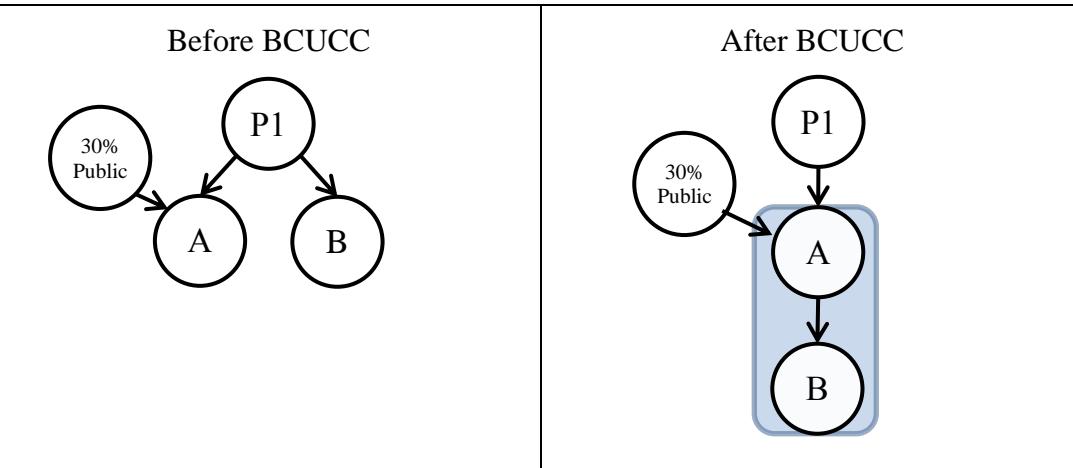 Before BCUCC
P1
30%
Public
A
B
After BCUCC
P1
30%
Public
A
B